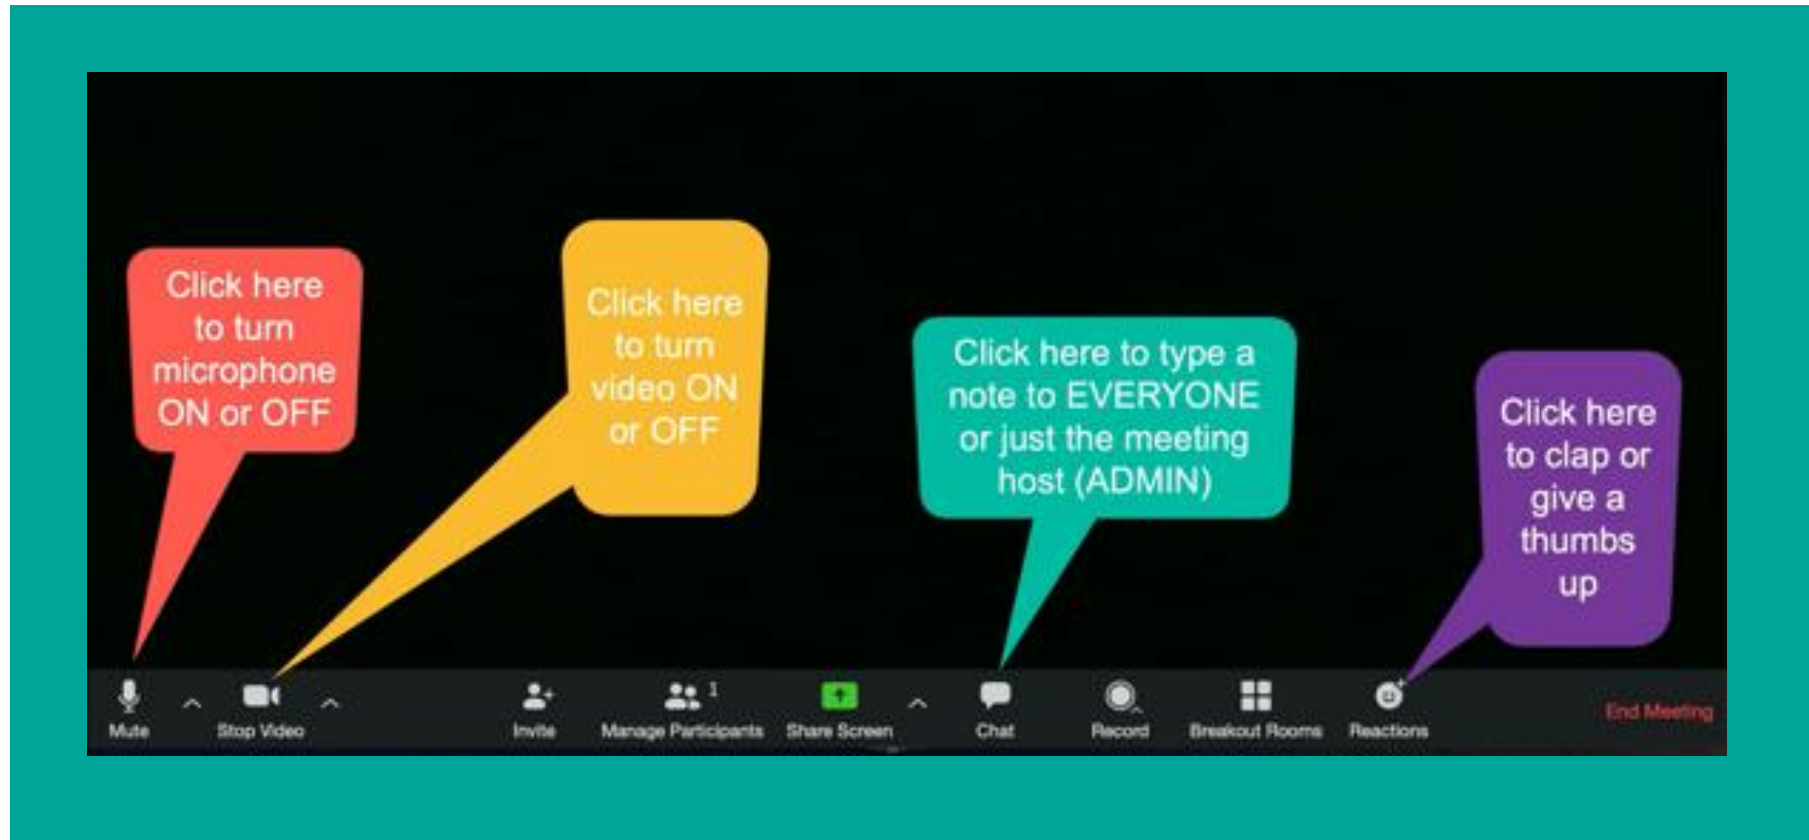 Click here
to turn
microphone
ON or OFF
Click here
to turn
video ON
or OFF
Click here to type a
note to EVERYONE
or just the meeting
host (ADMIN)
Click here
to clap or
give a
thumbs
up
Mute
Stop Video
Invite
1
Manage Participants
Share Screen
Chat
Record
Breakout Rooms
Reactions
End Meeting